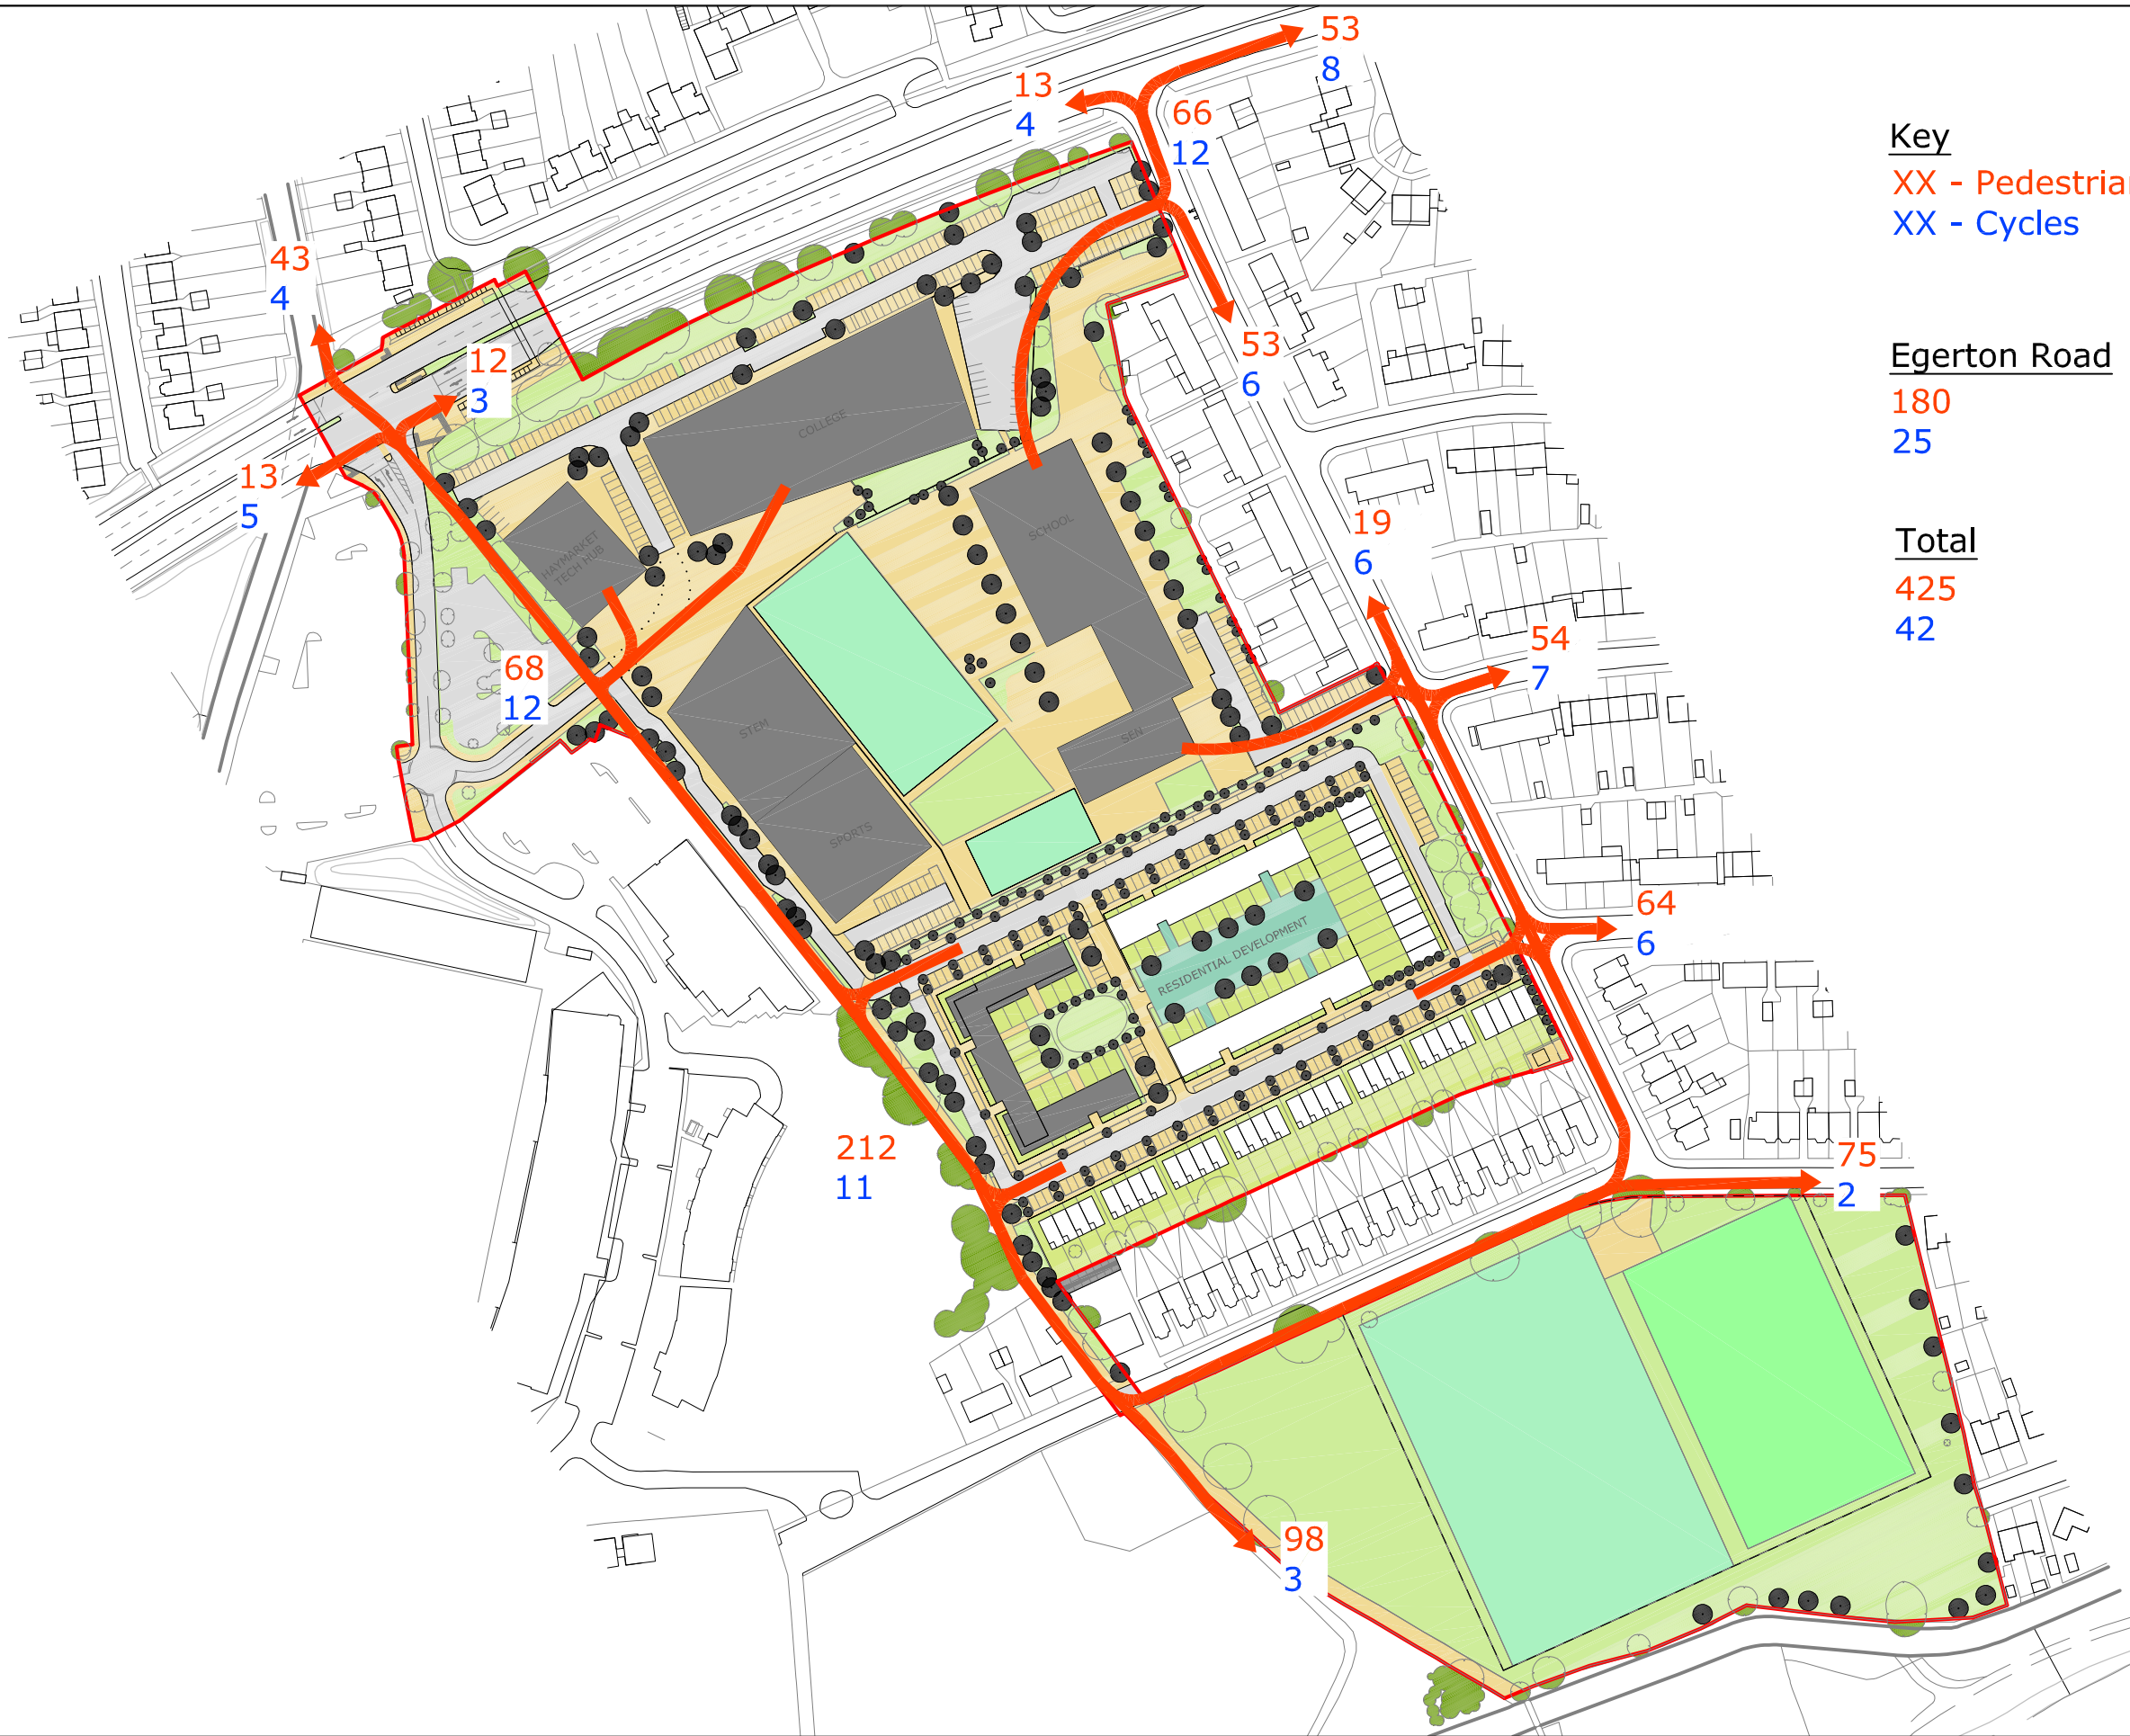 53
8
13
4
66
12
Key
XX - Pedestria
XX - Cycles
43
4
12
3
13
5
53
6
Egerton Road
180
25
COLLEGE
SCHOOL
HAYMARKET
TECH HUB
19
6
Total
425
42
54
7
68
12
STEM
SEN
SPORTS
64
6
RESIDENTIAL DEVELOPMENT
212
11
75
2
98
3